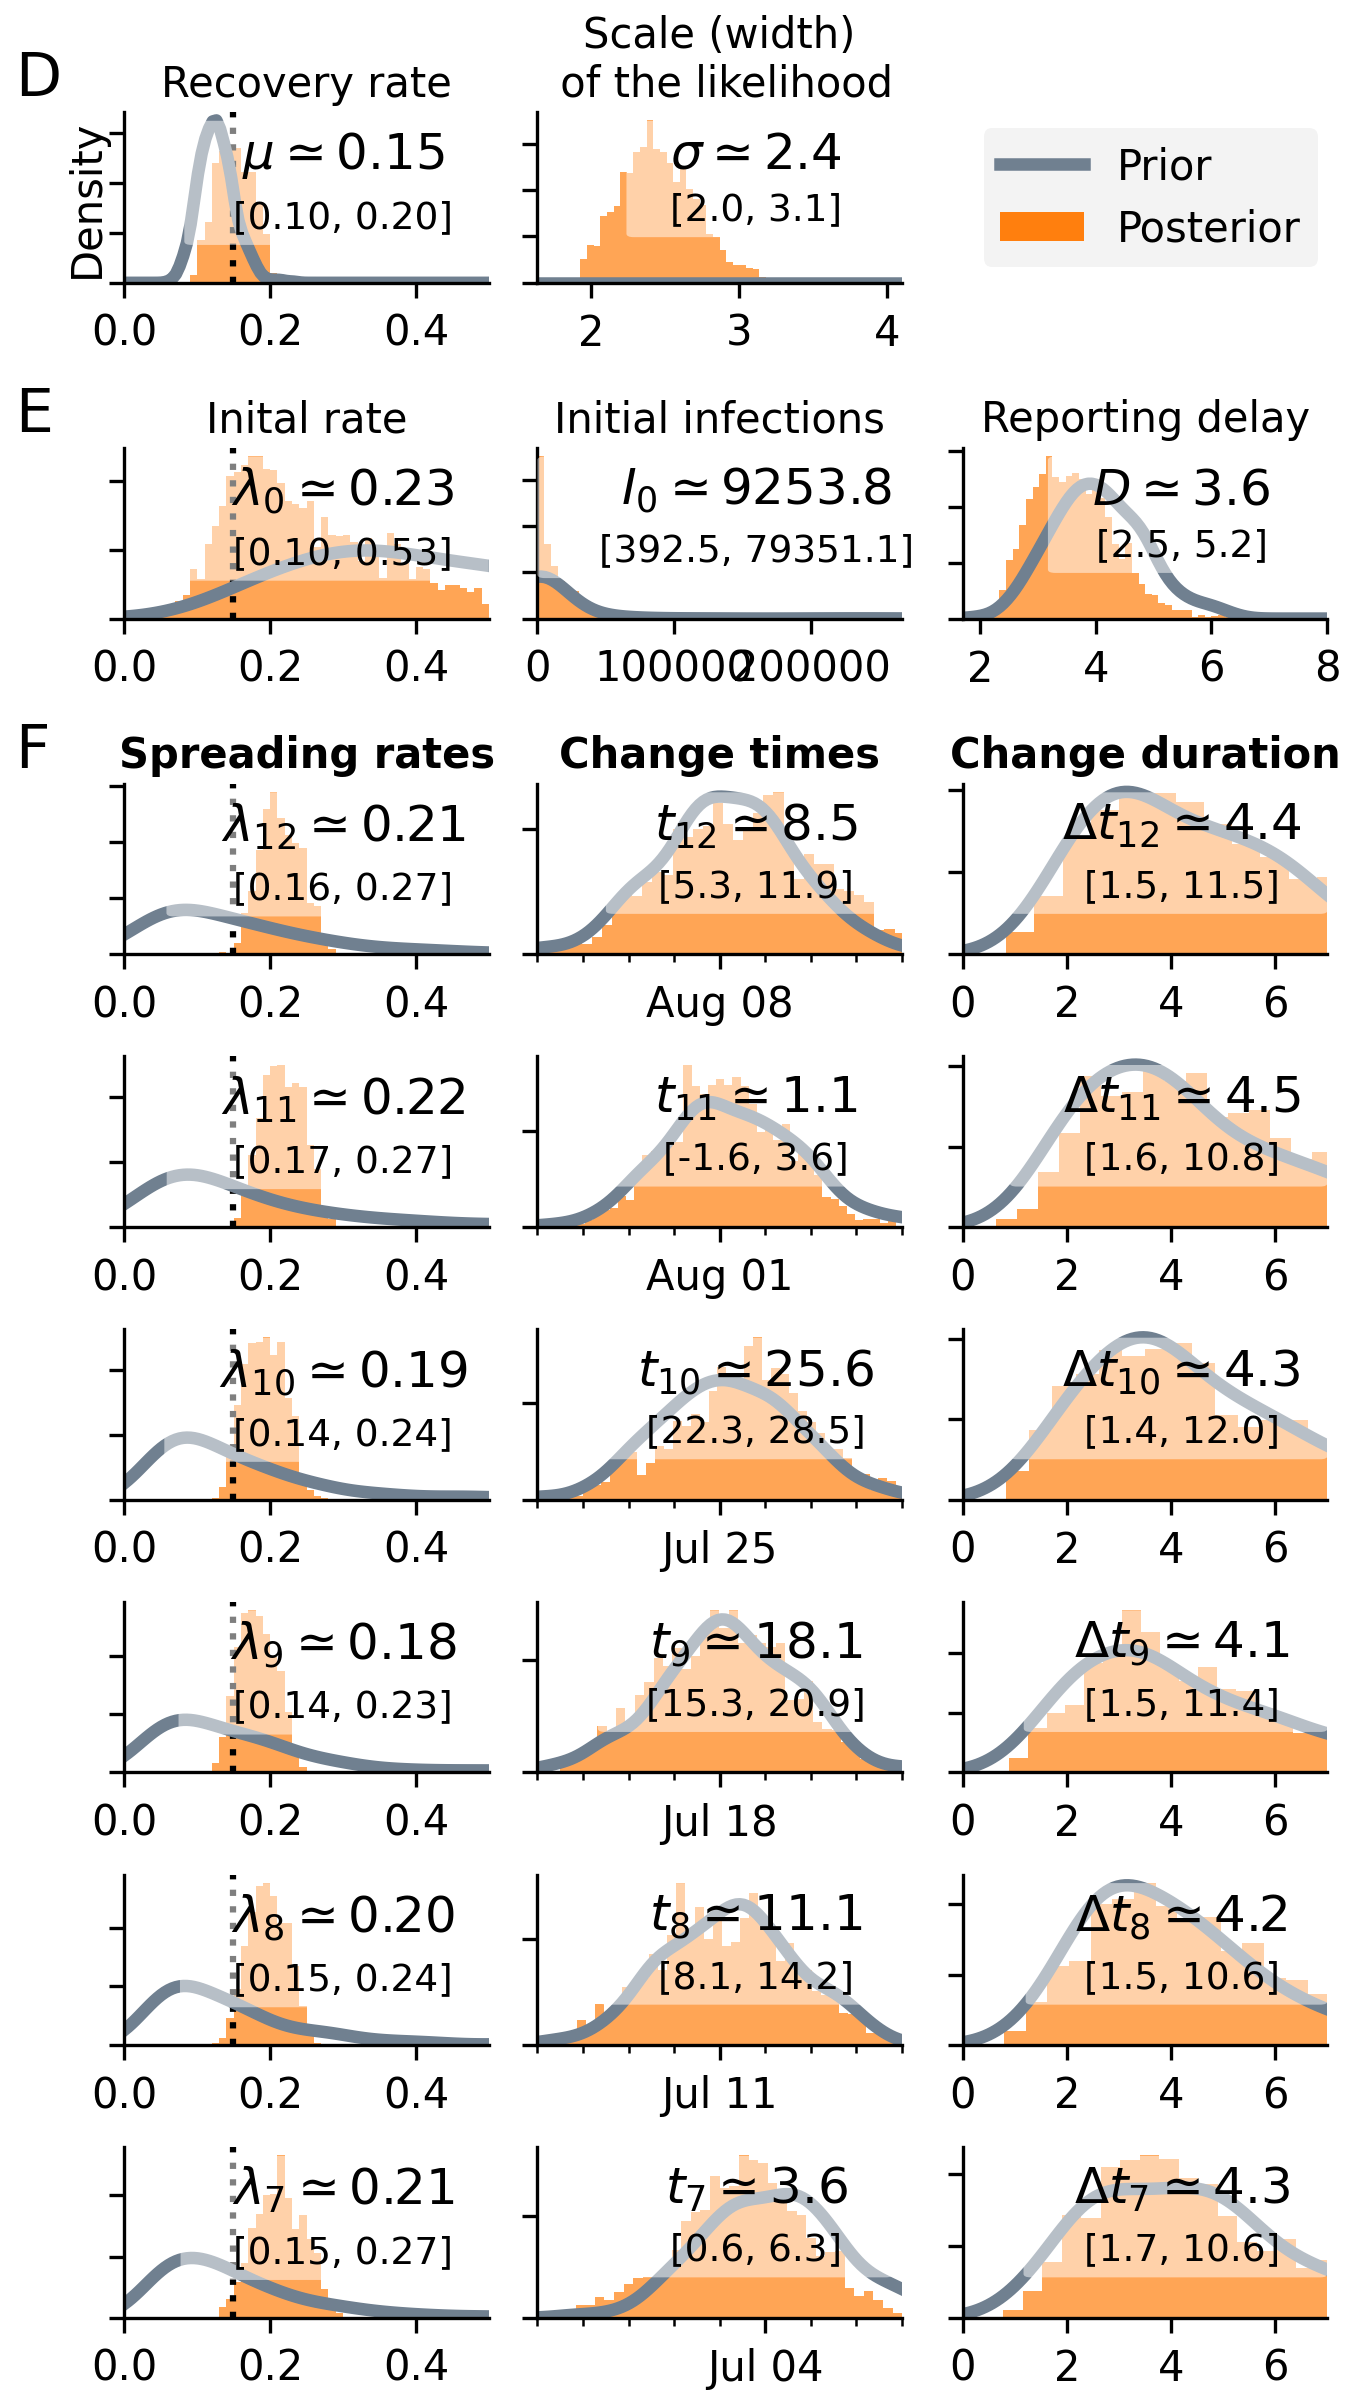 D
Recovery rate
Scale (width)
of the likelihood
Density
μ ≃ 0.15
[0.10, 0.20]
0.0 0.2 0.4
σ ≃ 2.4
[2.0, 3.1]
2 3 4
Prior
Posterior
E
Inital rate
λ0 ≃ 0.23
[0.10, 0.53]
0.0 0.2 0.4
Initial infections
I0 ≃ 9253.8
[392.5, 79351.1]
0 100000 200000
Reporting delay
D ≃ 3.6
[2.5, 5.2]
2 4 6 8
F
Spreading rates
Change times
Change duration
λ12 ≃ 0.21
[0.16, 0.27]
0.0 0.2 0.4
t12 ≃ 8.5
[5.3, 11.9]
Aug 08
Δt12 ≃ 4.4
[1.5, 11.5]
0 2 4 6
λ11 ≃ 0.22
[0.17, 0.27]
0.0 0.2 0.4
t11 ≃ 1.1
[-1.6, 3.6]
Aug 01
Δt11 ≃ 4.5
[1.6, 10.8]
0 2 4 6
λ10 ≃ 0.19
[0.14, 0.24]
0.0 0.2 0.4
t10 ≃ 25.6
[22.3, 28.5]
Jul 25
Δt10 ≃ 4.3
[1.4, 12.0]
0 2 4 6
λ9 ≃ 0.18
[0.14, 0.23]
0.0 0.2 0.4
t9 ≃ 18.1
[15.3, 20.9]
Jul 18
Δt9 ≃ 4.1
[1.5, 11.4]
0 2 4 6
λ8 ≃ 0.20
[0.15, 0.24]
0.0 0.2 0.4
t8 ≃ 11.1
[8.1, 14.2]
Jul 11
Δt8 ≃ 4.2
[1.5, 10.6]
0 2 4 6
λ7 ≃ 0.21
[0.15, 0.27]
0.0 0.2 0.4
t7 ≃ 3.6
[0.6, 6.3]
Jul 04
Δt7 ≃ 4.3
[1.7, 10.6]
0 2 4 6